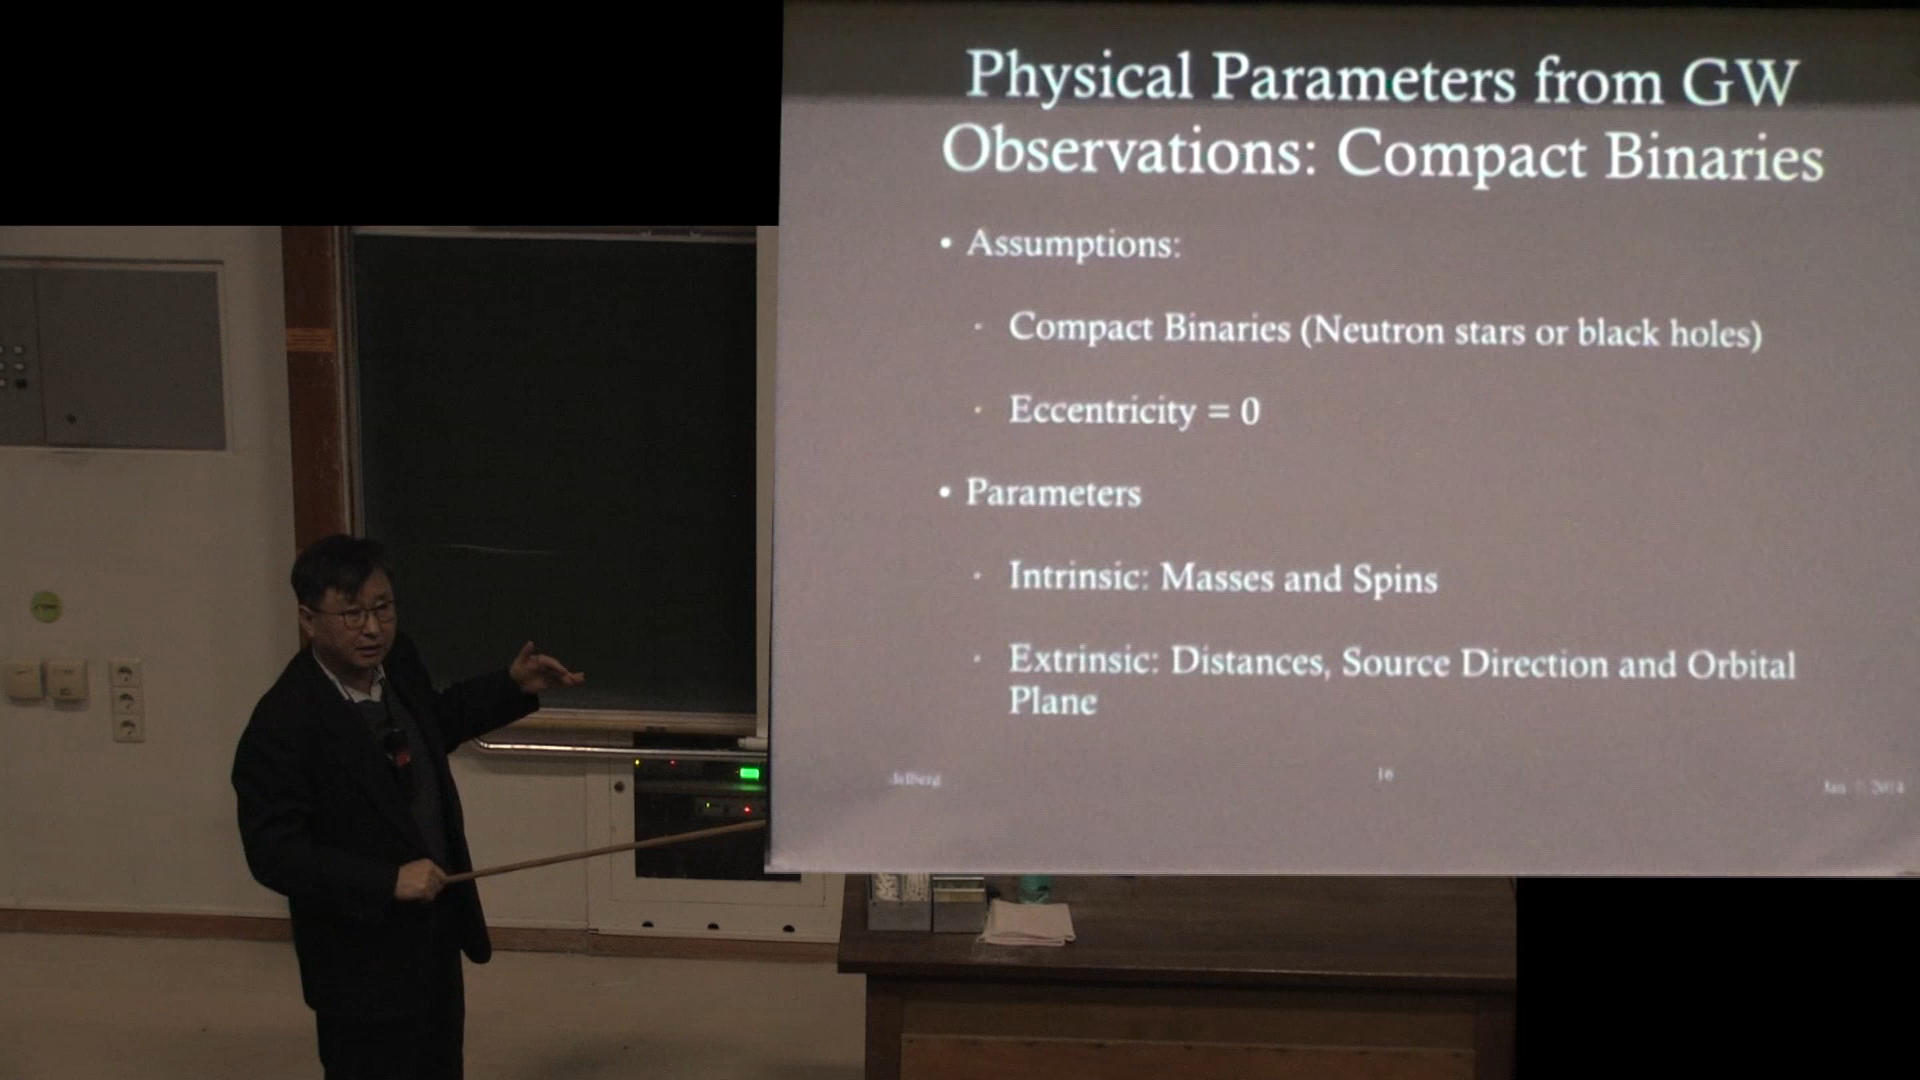 Physical Parameters from GW
Observations: Compact Binaries
• Assumptions:
· Compact Binaries (Neutron stars or black holes)
· Eccentricity = 0
• Parameters
· Intrinsic: Masses and Spins
· Extrinsic: Distances, Source Direction and Orbital
Plane
16